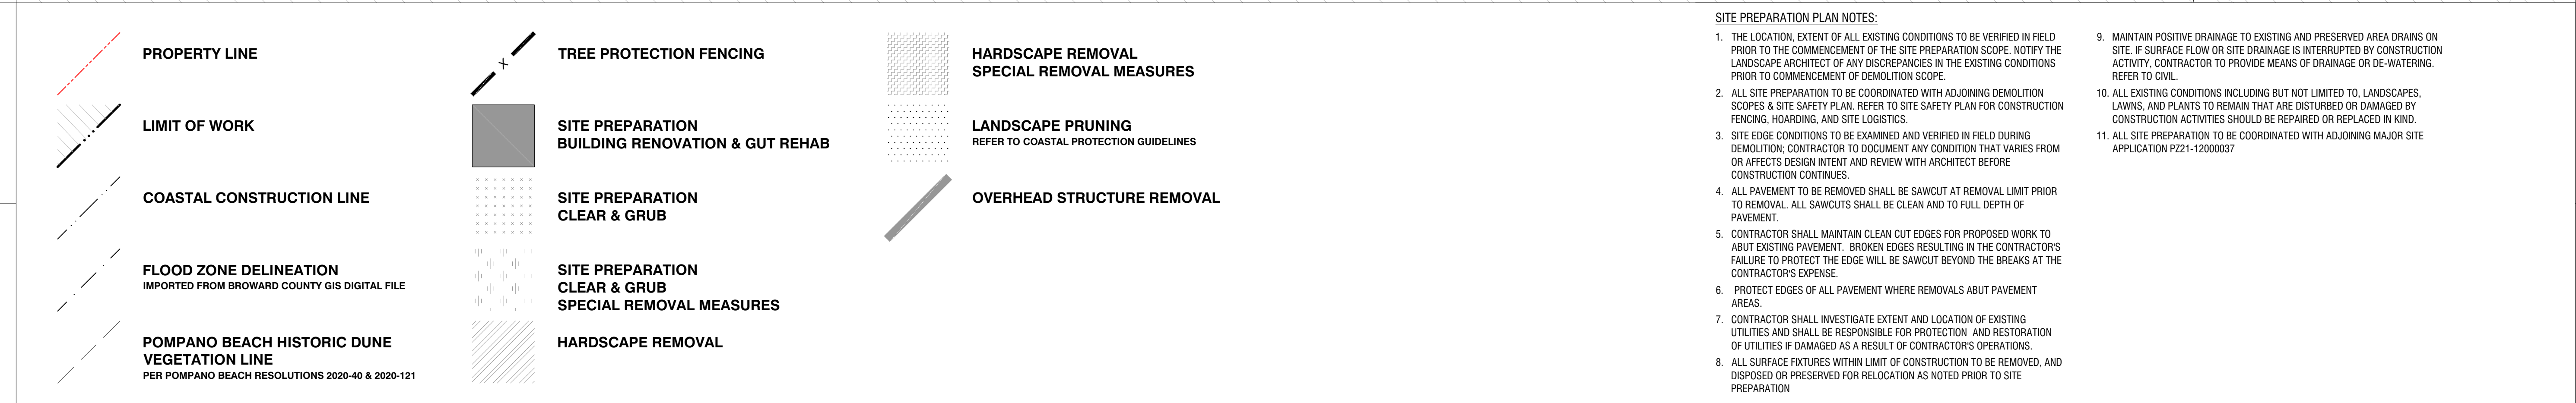 PROPERTY LINE
LIMIT OF WORK
COASTAL CONSTRUCTION LINE
FLOOD ZONE DELINEATION
IMPORTED FROM BROWARD COUNTY GIS DIGITAL FILE
POMPANO BEACH HISTORIC DUNE
VEGETATION LINE
PER POMPANO BEACH RESOLUTIONS 2020-40 & 2020-121
X
TREE PROTECTION FENCING
SITE PREPARATION
BUILDING RENOVATION & GUT REHAB
SITE PREPARATION
CLEAR & GRUB
SITE PREPARATION
CLEAR & GRUB
SPECIAL REMOVAL MEASURES
HARDSCAPE REMOVAL
HARDSCAPE REMOVAL
SPECIAL REMOVAL MEASURES
LANDSCAPE PRUNING
REFER TO COASTAL PROTECTION GUIDELINES
OVERHEAD STRUCTURE REMOVAL
SITE PREPARATION PLAN NOTES:
1. THE LOCATION, EXTENT OF ALL EXISTING CONDITIONS TO BE VERIFIED IN FIELD
PRIOR TO THE COMMENCEMENT OF THE SITE PREPARATION SCOPE. NOTIFY THE
LANDSCAPE ARCHITECT OF ANY DISCREPANCIES IN THE EXISTING CONDITIONS
PRIOR TO COMMENCEMENT OF DEMOLITION SCOPE.
2. ALL SITE PREPARATION TO BE COORDINATED WITH ADJOINING DEMOLITION
SCOPES & SITE SAFETY PLAN. REFER TO SITE SAFETY PLAN FOR CONSTRUCTION
FENCING, HOARDING, AND SITE LOGISTICS.
3. SITE EDGE CONDITIONS TO BE EXAMINED AND VERIFIED IN FIELD DURING
DEMOLITION; CONTRACTOR TO DOCUMENT ANY CONDITION THAT VARIES FROM
OR AFFECTS DESIGN INTENT AND REVIEW WITH ARCHITECT BEFORE
CONSTRUCTION CONTINUES.
4. ALL PAVEMENT TO BE REMOVED SHALL BE SAWCUT AT REMOVAL LIMIT PRIOR
TO REMOVAL. ALL SAWCUTS SHALL BE CLEAN AND TO FULL DEPTH OF
PAVEMENT.
5. CONTRACTOR SHALL MAINTAIN CLEAN CUT EDGES FOR PROPOSED WORK TO
ABUT EXISTING PAVEMENT. BROKEN EDGES RESULTING IN THE CONTRACTOR'S
FAILURE TO PROTECT THE EDGE WILL BE SAWCUT BEYOND THE BREAKS AT THE
CONTRACTOR'S EXPENSE.
6. PROTECT EDGES OF ALL PAVEMENT WHERE REMOVALS ABUT PAVEMENT
AREAS.
7. CONTRACTOR SHALL INVESTIGATE EXTENT AND LOCATION OF EXISTING
UTILITIES AND SHALL BE RESPONSIBLE FOR PROTECTION AND RESTORATION
OF UTILITIES IF DAMAGED AS A RESULT OF CONTRACTOR'S OPERATIONS.
8. ALL SURFACE FIXTURES WITHIN LIMIT OF CONSTRUCTION TO BE REMOVED, AND
DISPOSED OR PRESERVED FOR RELOCATION AS NOTED PRIOR TO SITE
PREPARATION
9. MAINTAIN POSITIVE DRAINAGE TO EXISTING AND PRESERVED AREA DRAINS ON
SITE. IF SURFACE FLOW OR SITE DRAINAGE IS INTERRUPTED BY CONSTRUCTION
ACTIVITY, CONTRACTOR TO PROVIDE MEANS OF DRAINAGE OR DE-WATERING.
REFER TO CIVIL.
10. ALL EXISTING CONDITIONS INCLUDING BUT NOT LIMITED TO, LANDSCAPES,
LAWNS, AND PLANTS TO REMAIN THAT ARE DISTURBED OR DAMAGED BY
CONSTRUCTION ACTIVITIES SHOULD BE REPAIRED OR REPLACED IN KIND.
11. ALL SITE PREPARATION TO BE COORDINATED WITH ADJOINING MAJOR SITE
APPLICATION PZ21-12000037